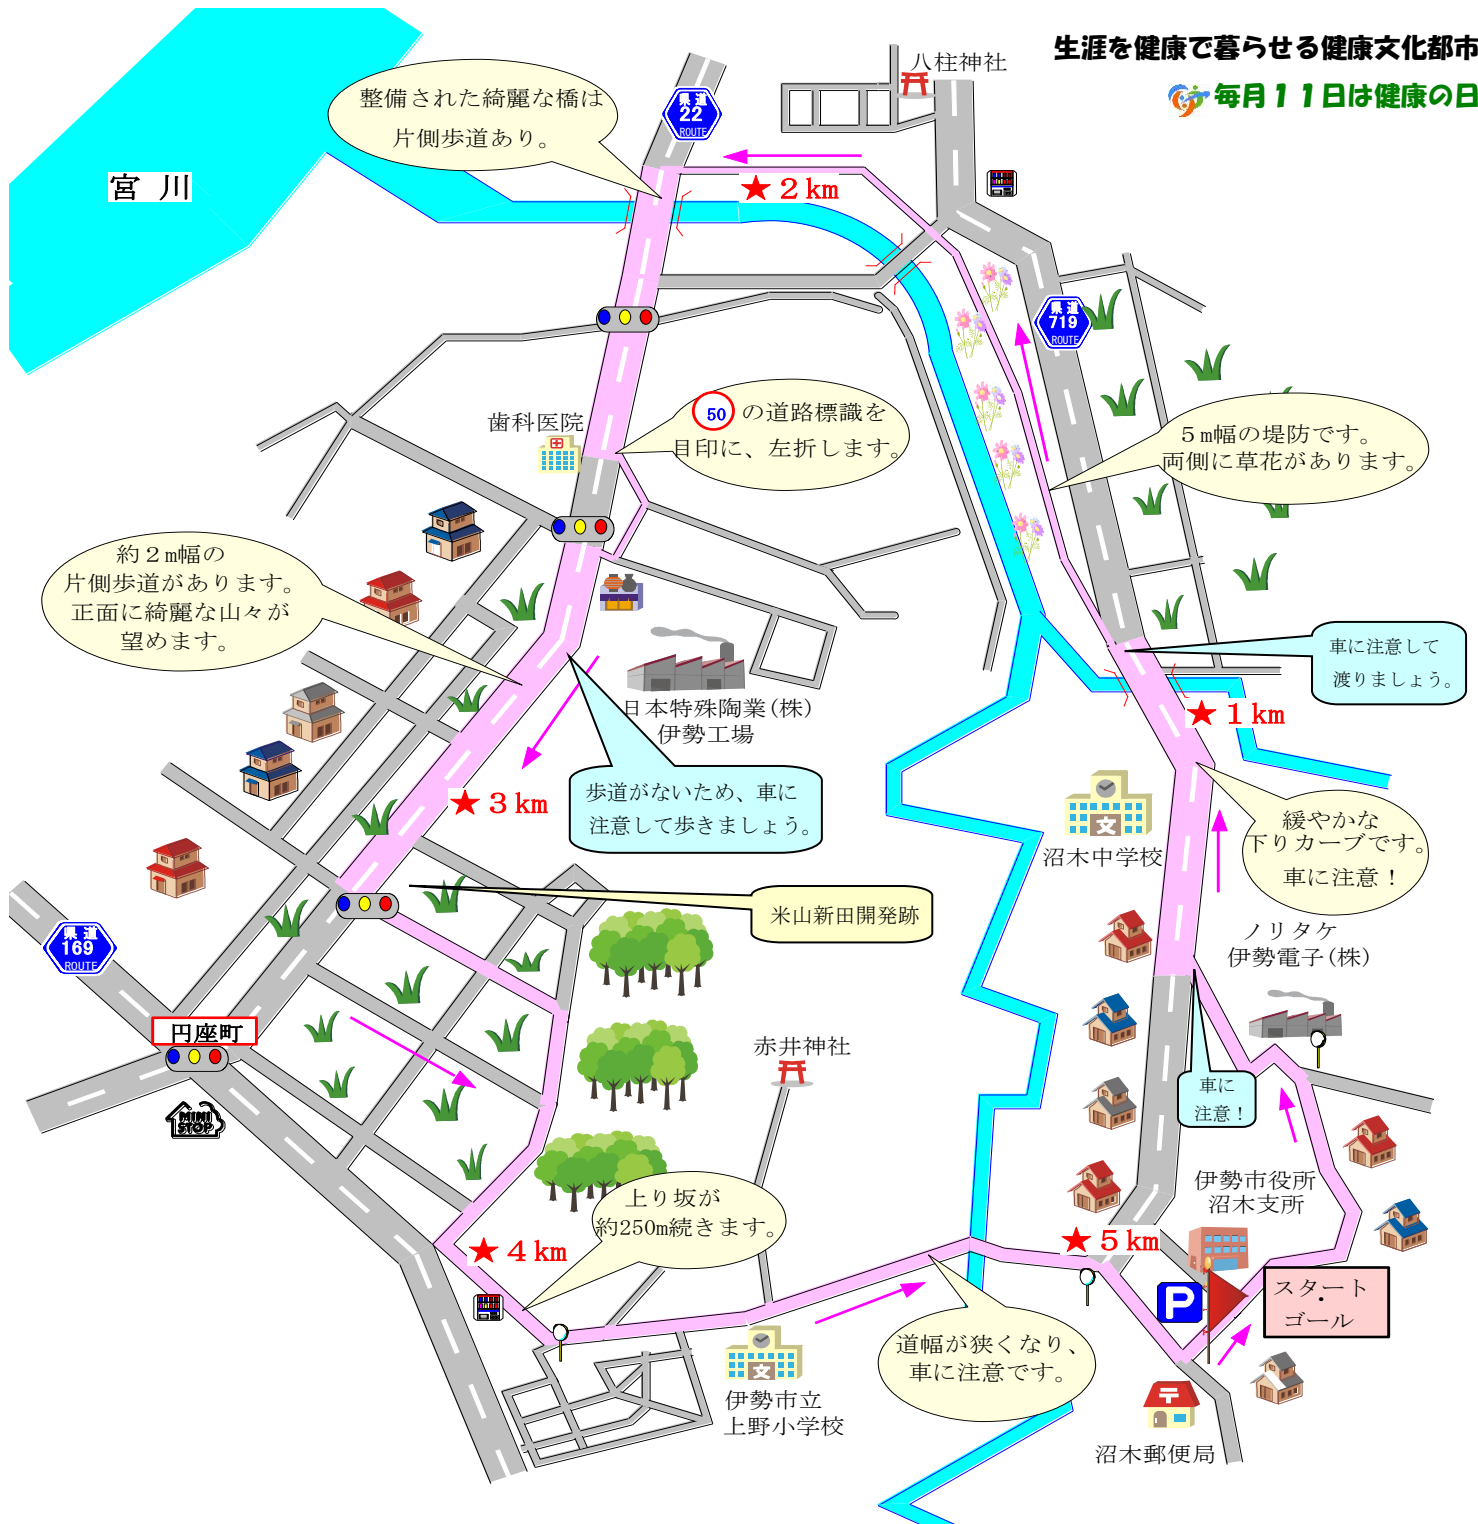 生涯を健康で暮らせる健康文化都市
毎月１１日は健康の日
八柱神社
整備された綺麗な橋は
片側歩道あり。
県道
22
ROUTE
宮 川
★２km
県道
719
ROUTE
歯科医院
50 の道路標識を
目印に、左折します。
５m幅の堤防です。
両側に草花があります。
約２m幅の
片側歩道があります。
正面に綺麗な山々が
望めます。
車に注意して
渡りましょう。
日本特殊陶業(株)
伊勢工場
★１km
★３km
歩道がないため、車に
注意して歩きましょう。
緩やかな
下りカーブです。
車に注意！
沼木中学校
米山新田開発跡
県道
169
ROUTE
ノリタケ
伊勢電子(株)
円座町
赤井神社
車に
注意！
MINI
STOP
上り坂が
約250m続きます。
伊勢市役所
沼木支所
★４km
★５km
P
スタート
・
ゴール
道幅が狭くなり、
車に注意です。
文
文
伊勢市立
上野小学校
沼木郵便局